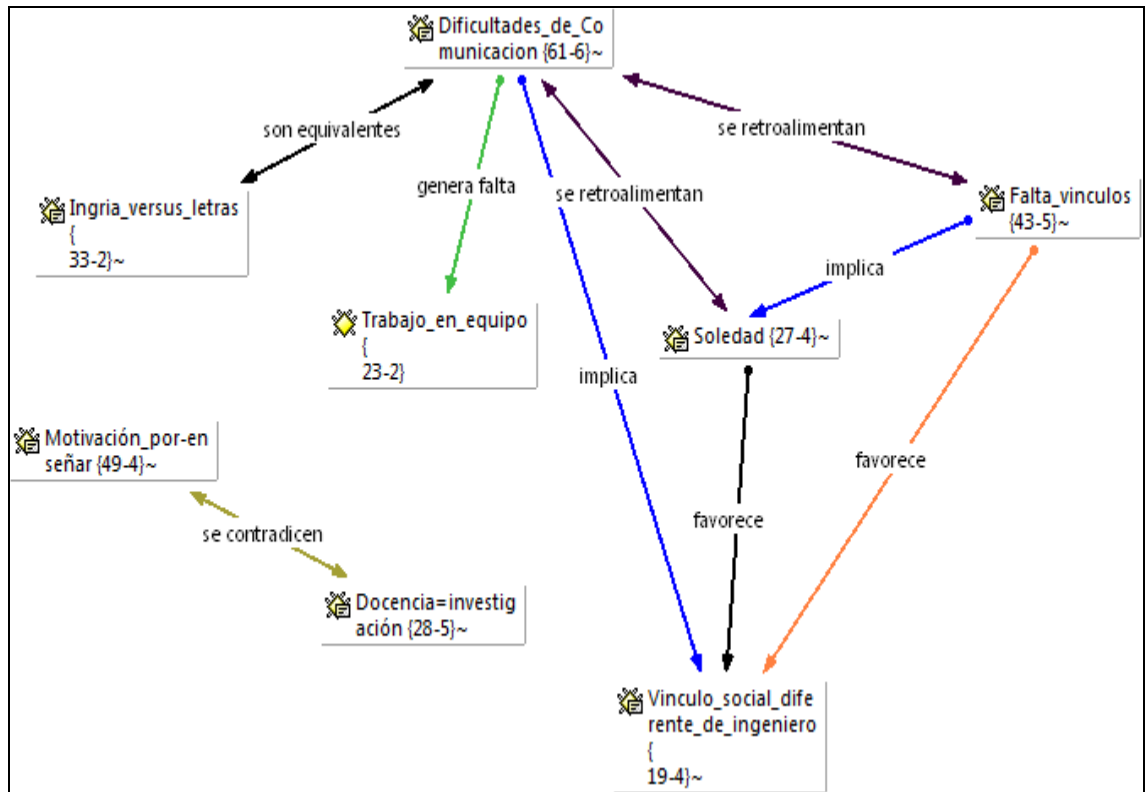 Dificultades_de_Co
municacion {61-6}~
son equivalentes
se retroalimentan
genera falta
se retroalimentan
Ingria_versus_letras
{
33-2}~
Falta_vinculos
{43-5}~
implica
Trabajo_en_equipo
{
23-2}
Soledad {27-4}~
implica
Motivación_por-en
señar {49-4}~
favorece
favorece
se contradicen
Docencia=investig
ación {28-5}~
Vinculo_social_dife
rente_de_ingeniero
{
19-4}~